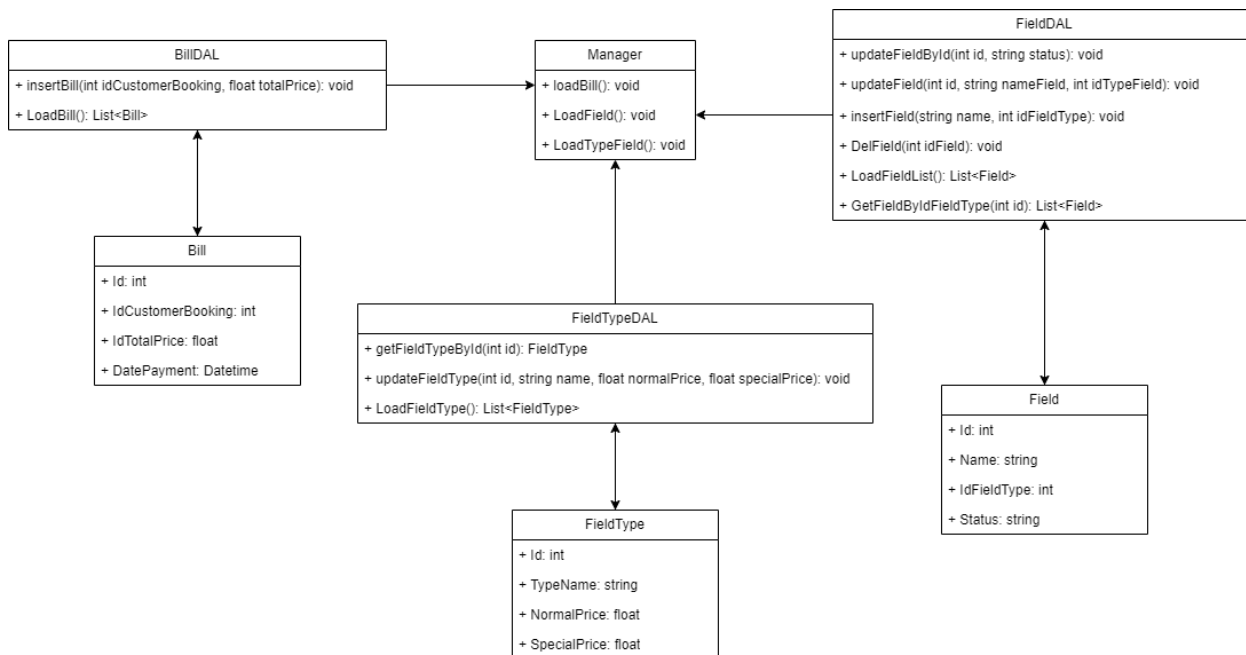 BillDAL
+ insertBill(int idCustomerBooking, float totalPrice): void
+ LoadBill(): List<Bill>
Manager
+ loadBill(): void
+ LoadField(): void
+ LoadTypeField(): void
FieldDAL
+ updateFieldById(int id, string status): void
+ updateField(int id, string nameField, int idTypeField): void
+ insertField(string name, int idFieldType): void
+ DelField(int idField): void
+ LoadFieldList(): List<Field>
+ GetFieldByIdFieldType(int id): List<Field>
Bill
+ Id: int
+ IdCustomerBooking: int
+ IdTotalPrice: float
+ DatePayment: Datetime
FieldTypeDAL
+ getFieldTypeById(int id): FieldType
+ updateFieldType(int id, string name, float normalPrice, float specialPrice): void
+ LoadFieldType(): List<FieldType>
Field
+ Id: int
+ Name: string
+ IdFieldType: int
+ Status: string
FieldType
+ Id: int
+ TypeName: string
+ NormalPrice: float
+ SpecialPrice: float